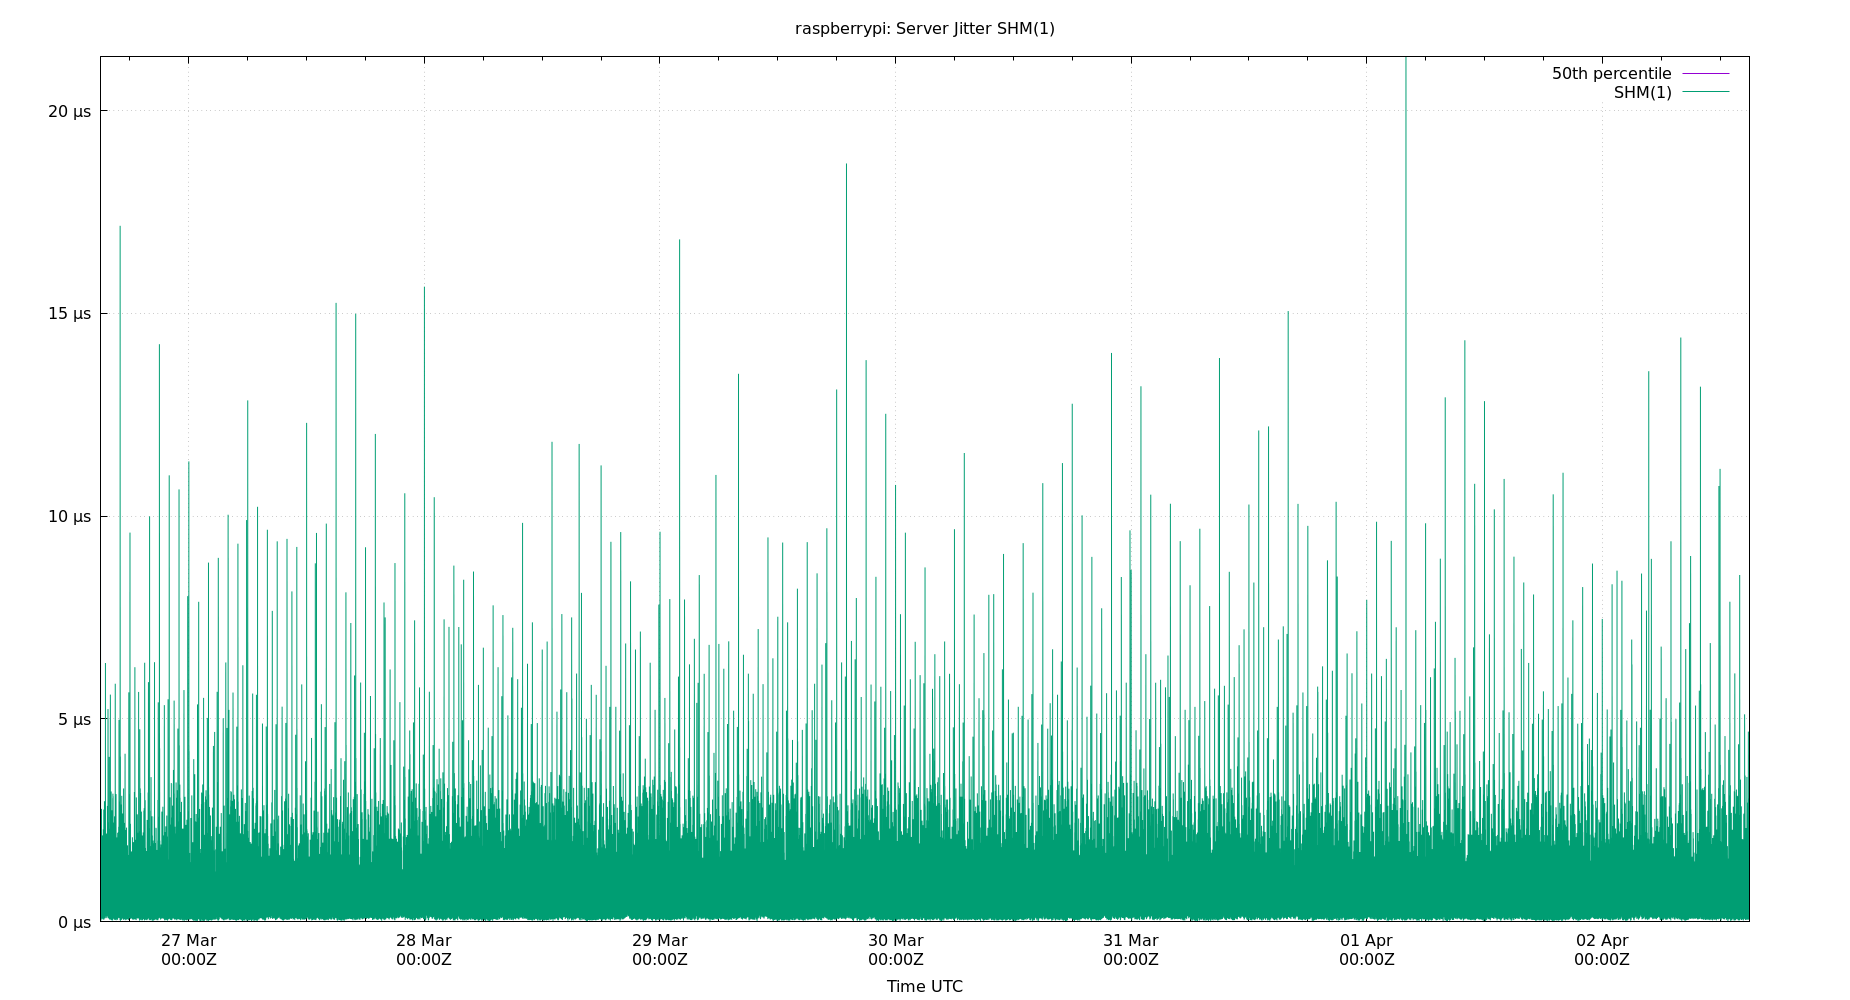 raspberrypi: Server Jitter SHM(1)
50th percentile
SHM(1)
20 µs
15 µs
10 µs
5 µs
0 µs
27 Mar 28 Mar 29 Mar 30 Mar 31 Mar 01 Apr 02 Apr
00:00Z 00:00Z 00:00Z 00:00Z 00:00Z 00:00Z 00:00Z
Time UTC